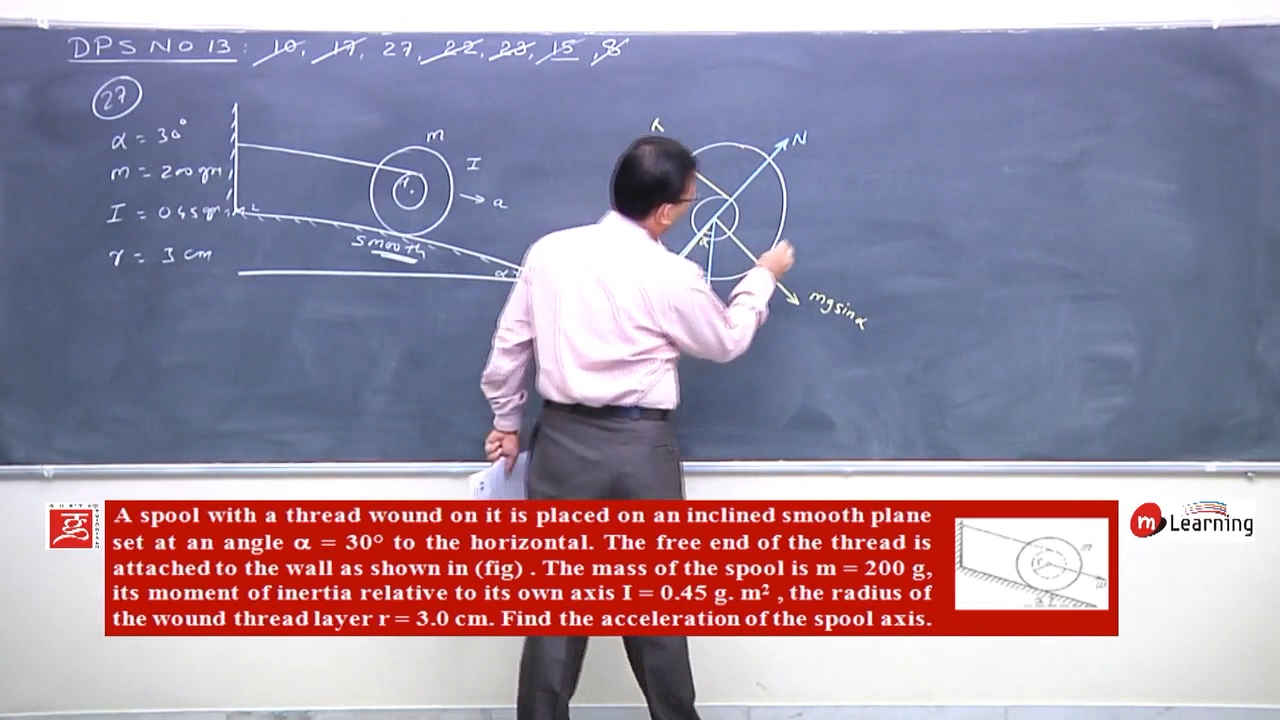 DPS NO 13: 10, 17, 27, 22, 23, 15, 8
27
α = 30°
m = 200 gm
I = 0.45 gm m²
r = 3 cm
m
I
r
a
smooth
α
N
α
mg sin α
A spool with a thread wound on it is placed on an inclined smooth plane
set at an angle α = 30° to the horizontal. The free end of the thread is
attached to the wall as shown in (fig) . The mass of the spool is m = 200 g,
its moment of inertia relative to its own axis I = 0.45 g. m² , the radius of
the wound thread layer r = 3.0 cm. Find the acceleration of the spool axis.
m
r
m Learning